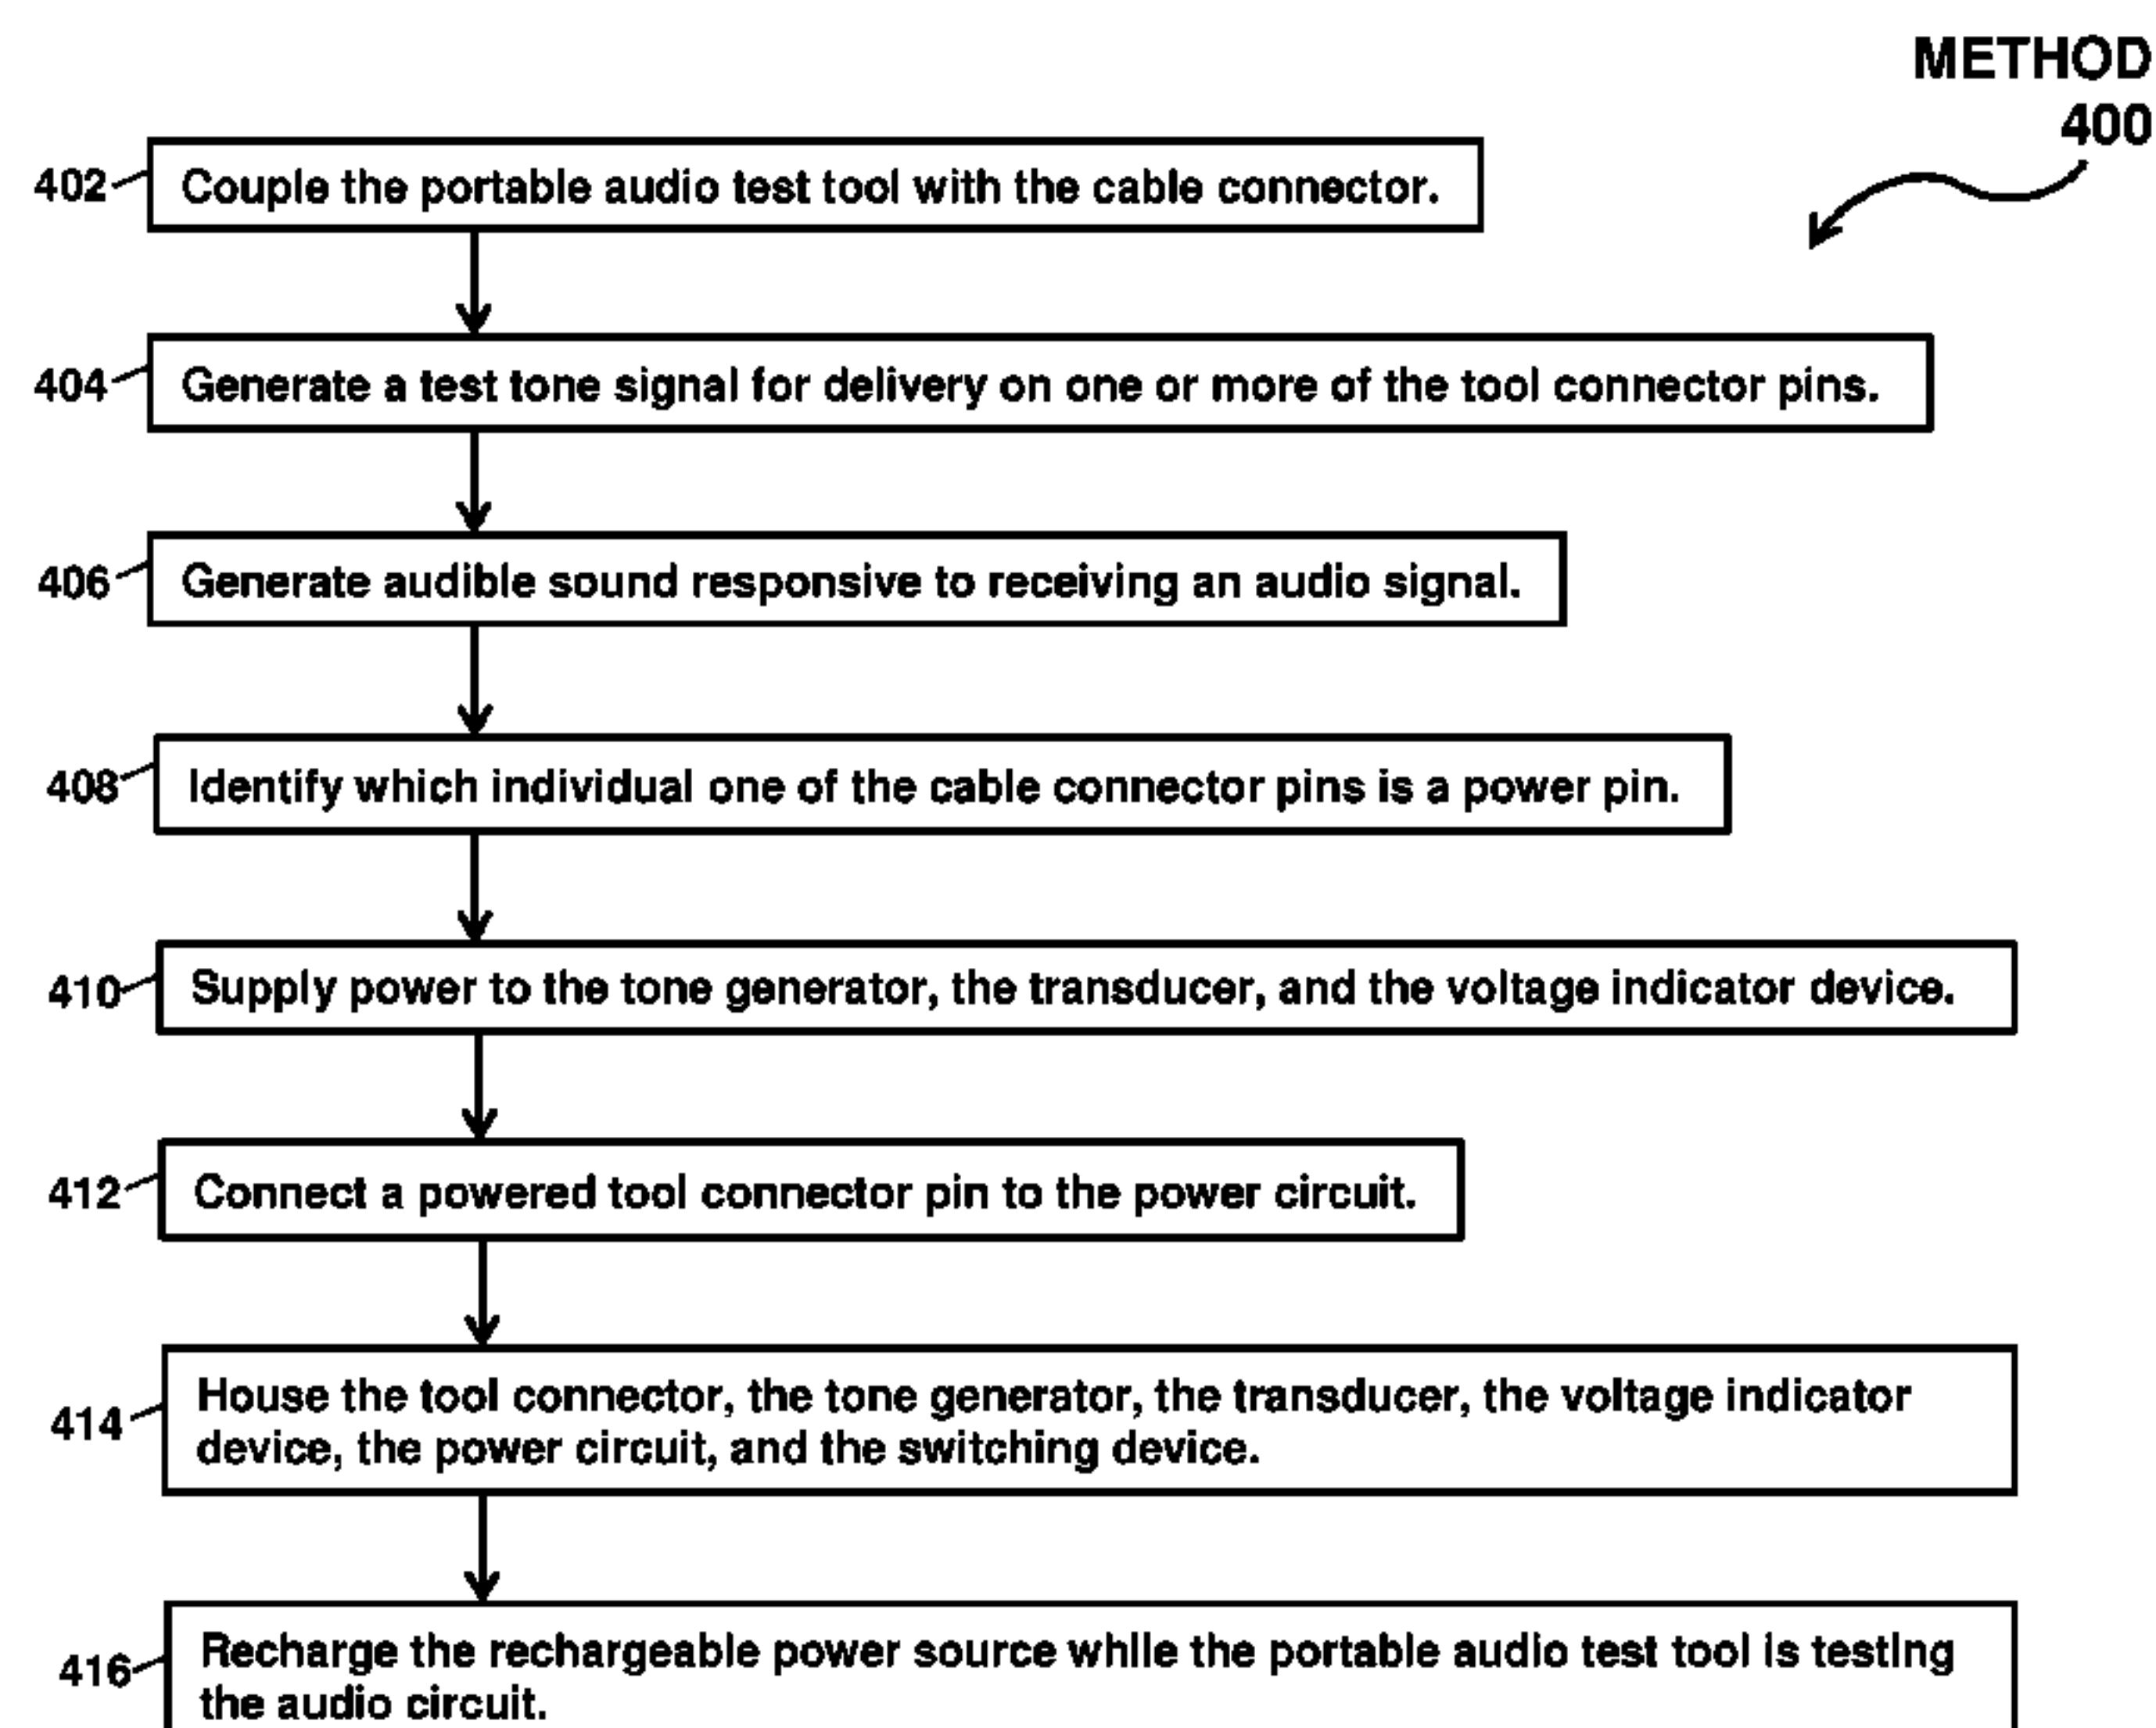 METHOD
400
402 Couple the portable audio test tool with the cable connector.
404 Generate a test tone signal for delivery on one or more of the tool connector pins.
406 Generate audible sound responsive to receiving an audio signal.
408 Identify which individual one of the cable connector pins is a power pin.
410 Supply power to the tone generator, the transducer, and the voltage indicator device.
412 Connect a powered tool connector pin to the power circuit.
414 House the tool connector, the tone generator, the transducer, the voltage indicator
device, the power circuit, and the switching device.
416 Recharge the rechargeable power source while the portable audio test tool is testing
the audio circuit.